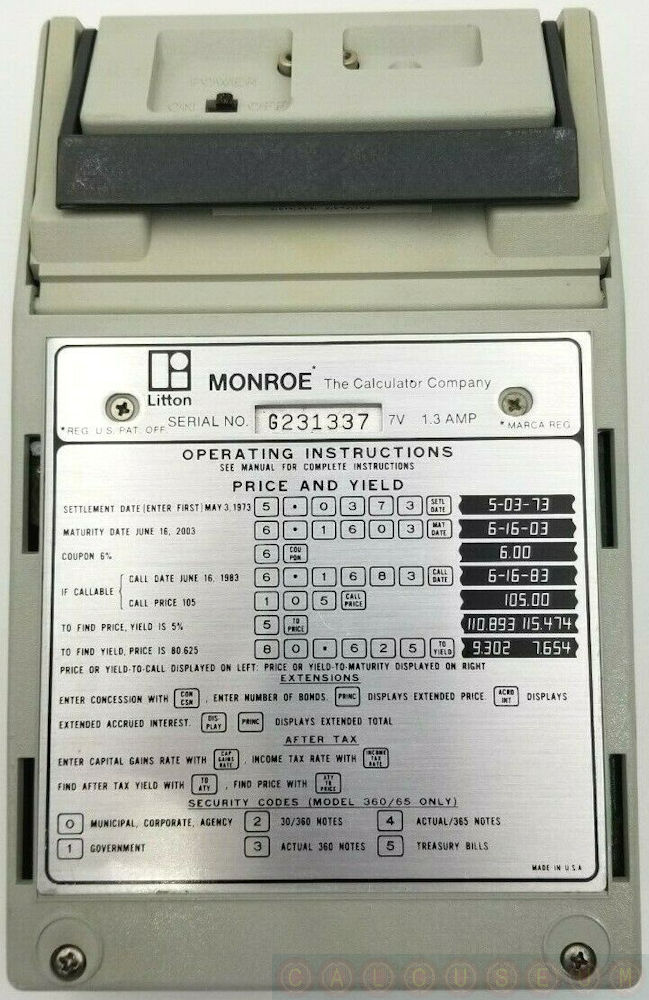 POWER
ON OFF
Litton MONROE* The Calculator Company
*REG. U.S. PAT. OFF. SERIAL NO. G231337 7V 1.3 AMP *MARCA REG.
OPERATING INSTRUCTIONS
SEE MANUAL FOR COMPLETE INSTRUCTIONS
PRICE AND YIELD
SETTLEMENT DATE (ENTER FIRST) MAY 3, 1973 5 • 0 3 7 3 SETL DATE 5-03-73
MATURITY DATE JUNE 16, 2003 6 • 1 6 0 3 MAT DATE 6-16-03
COUPON 6% 6 COU PON 6.00
IF CALLABLE { CALL DATE JUNE 16, 1983 6 • 1 6 8 3 CALL DATE 6-16-83
CALL PRICE 105 1 0 5 CALL PRICE 105.00
TO FIND PRICE, YIELD IS 5% 5 TO PRICE 110.893 115.474
TO FIND YIELD, PRICE IS 80.625 8 0 • 6 2 5 TO YIELD 9.302 7.654
PRICE OR YIELD-TO-CALL DISPLAYED ON LEFT: PRICE OR YIELD-TO-MATURITY DISPLAYED ON RIGHT
EXTENSIONS
ENTER CONCESSION WITH CON CSN , ENTER NUMBER OF BONDS. PRINC DISPLAYS EXTENDED PRICE. ACRD INT DISPLAYS
EXTENDED ACCRUED INTEREST. DIS- PLAY PRINC DISPLAYS EXTENDED TOTAL
AFTER TAX
ENTER CAPITAL GAINS RATE WITH CAP GAINS RATE , INCOME TAX RATE WITH INCOME TAX RATE
FIND AFTER TAX YIELD WITH TO ATY , FIND PRICE WITH ATY TO PRICE
SECURITY CODES (MODEL 360/65 ONLY)
0 MUNICIPAL, CORPORATE, AGENCY 2 30/360 NOTES 4 ACTUAL/365 NOTES
1 GOVERNMENT 3 ACTUAL 360 NOTES 5 TREASURY BILLS
MADE IN U.S.A
CALCUSEUM